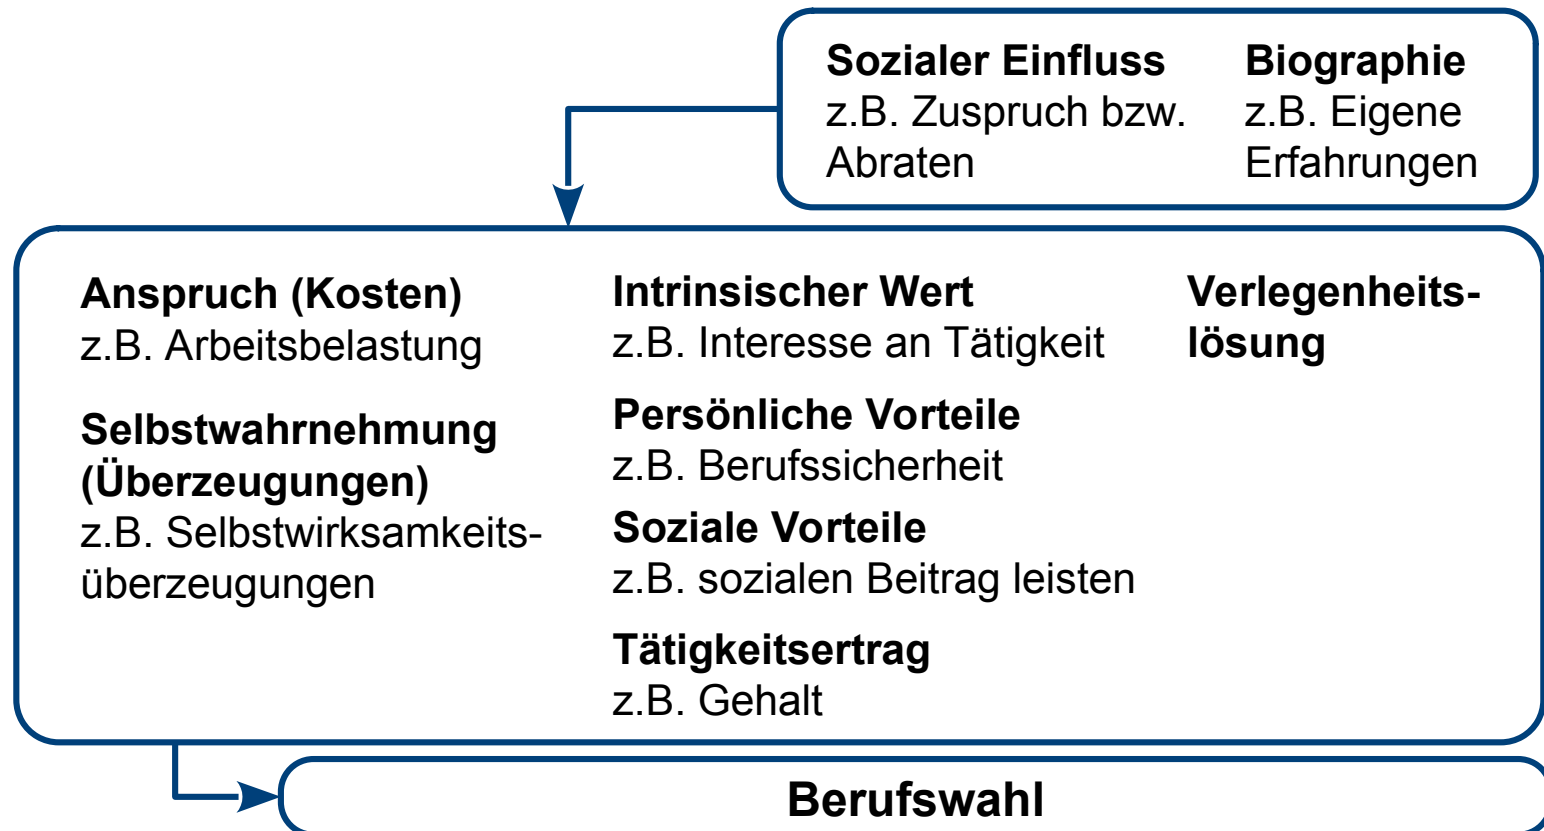 Sozialer Einfluss
z.B. Zuspruch bzw.
Abraten
Biographie
z.B. Eigene
Erfahrungen
Anspruch (Kosten)
z.B. Arbeitsbelastung
Selbstwahrnehmung
(Überzeugungen)
z.B. Selbstwirksamkeits-
überzeugungen
Intrinsischer Wert
z.B. Interesse an Tätigkeit
Persönliche Vorteile
z.B. Berufssicherheit
Soziale Vorteile
z.B. sozialen Beitrag leisten
Tätigkeitsertrag
z.B. Gehalt
Verlegenheits-
lösung
Berufswahl